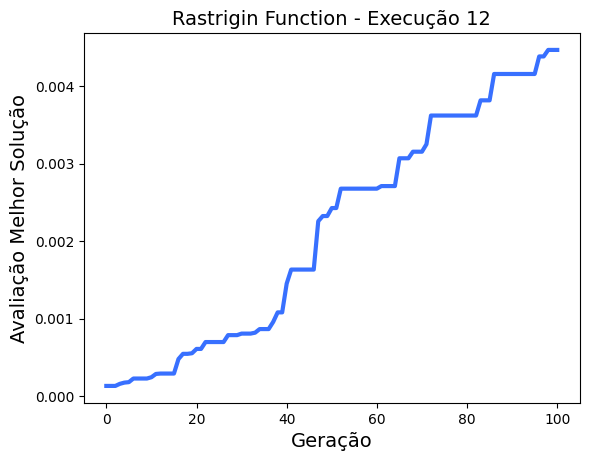 Rastrigin Function - Execução 12
Avaliação Melhor Solução
0.004
0.003
0.002
0.001
0.000
0 20 40 60 80 100
Geração